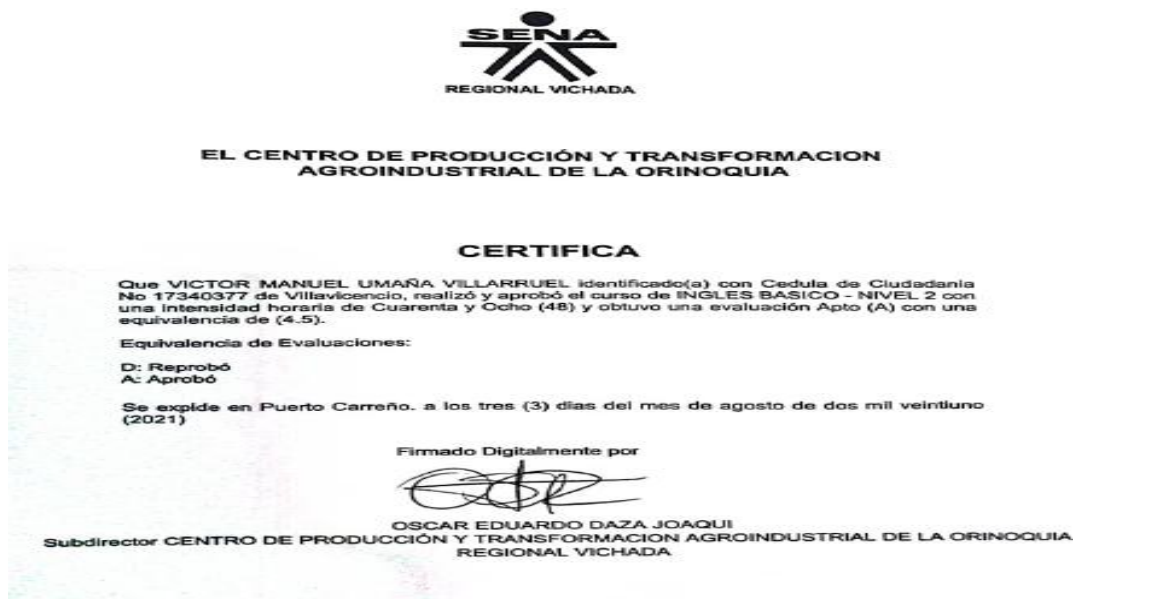 SENA
REGIONAL VICHADA
EL CENTRO DE PRODUCCIÓN Y TRANSFORMACION
AGROINDUSTRIAL DE LA ORINOQUIA
CERTIFICA
Que VICTOR MANUEL UMAÑA VILLARRUEL identificado(a) con Cedula de Ciudadania
No 17340377 de Villavicencio, realizó y aprobó el curso de INGLES BASICO - NIVEL 2 con
una intensidad horaria de Cuarenta y Ocho (48) y obtuvo una evaluación Apto (A) con una
equivalencia de (4.5).
Equivalencia de Evaluaciones:
D: Reprobó
A: Aprobó
Se expide en Puerto Carreño. a los tres (3) dias del mes de agosto de dos mil veintiuno
(2021)
Firmado Digitalmente por
OSCAR EDUARDO DAZA JOAQUI
Subdirector CENTRO DE PRODUCCIÓN Y TRANSFORMACION AGROINDUSTRIAL DE LA ORINOQUIA
REGIONAL VICHADA